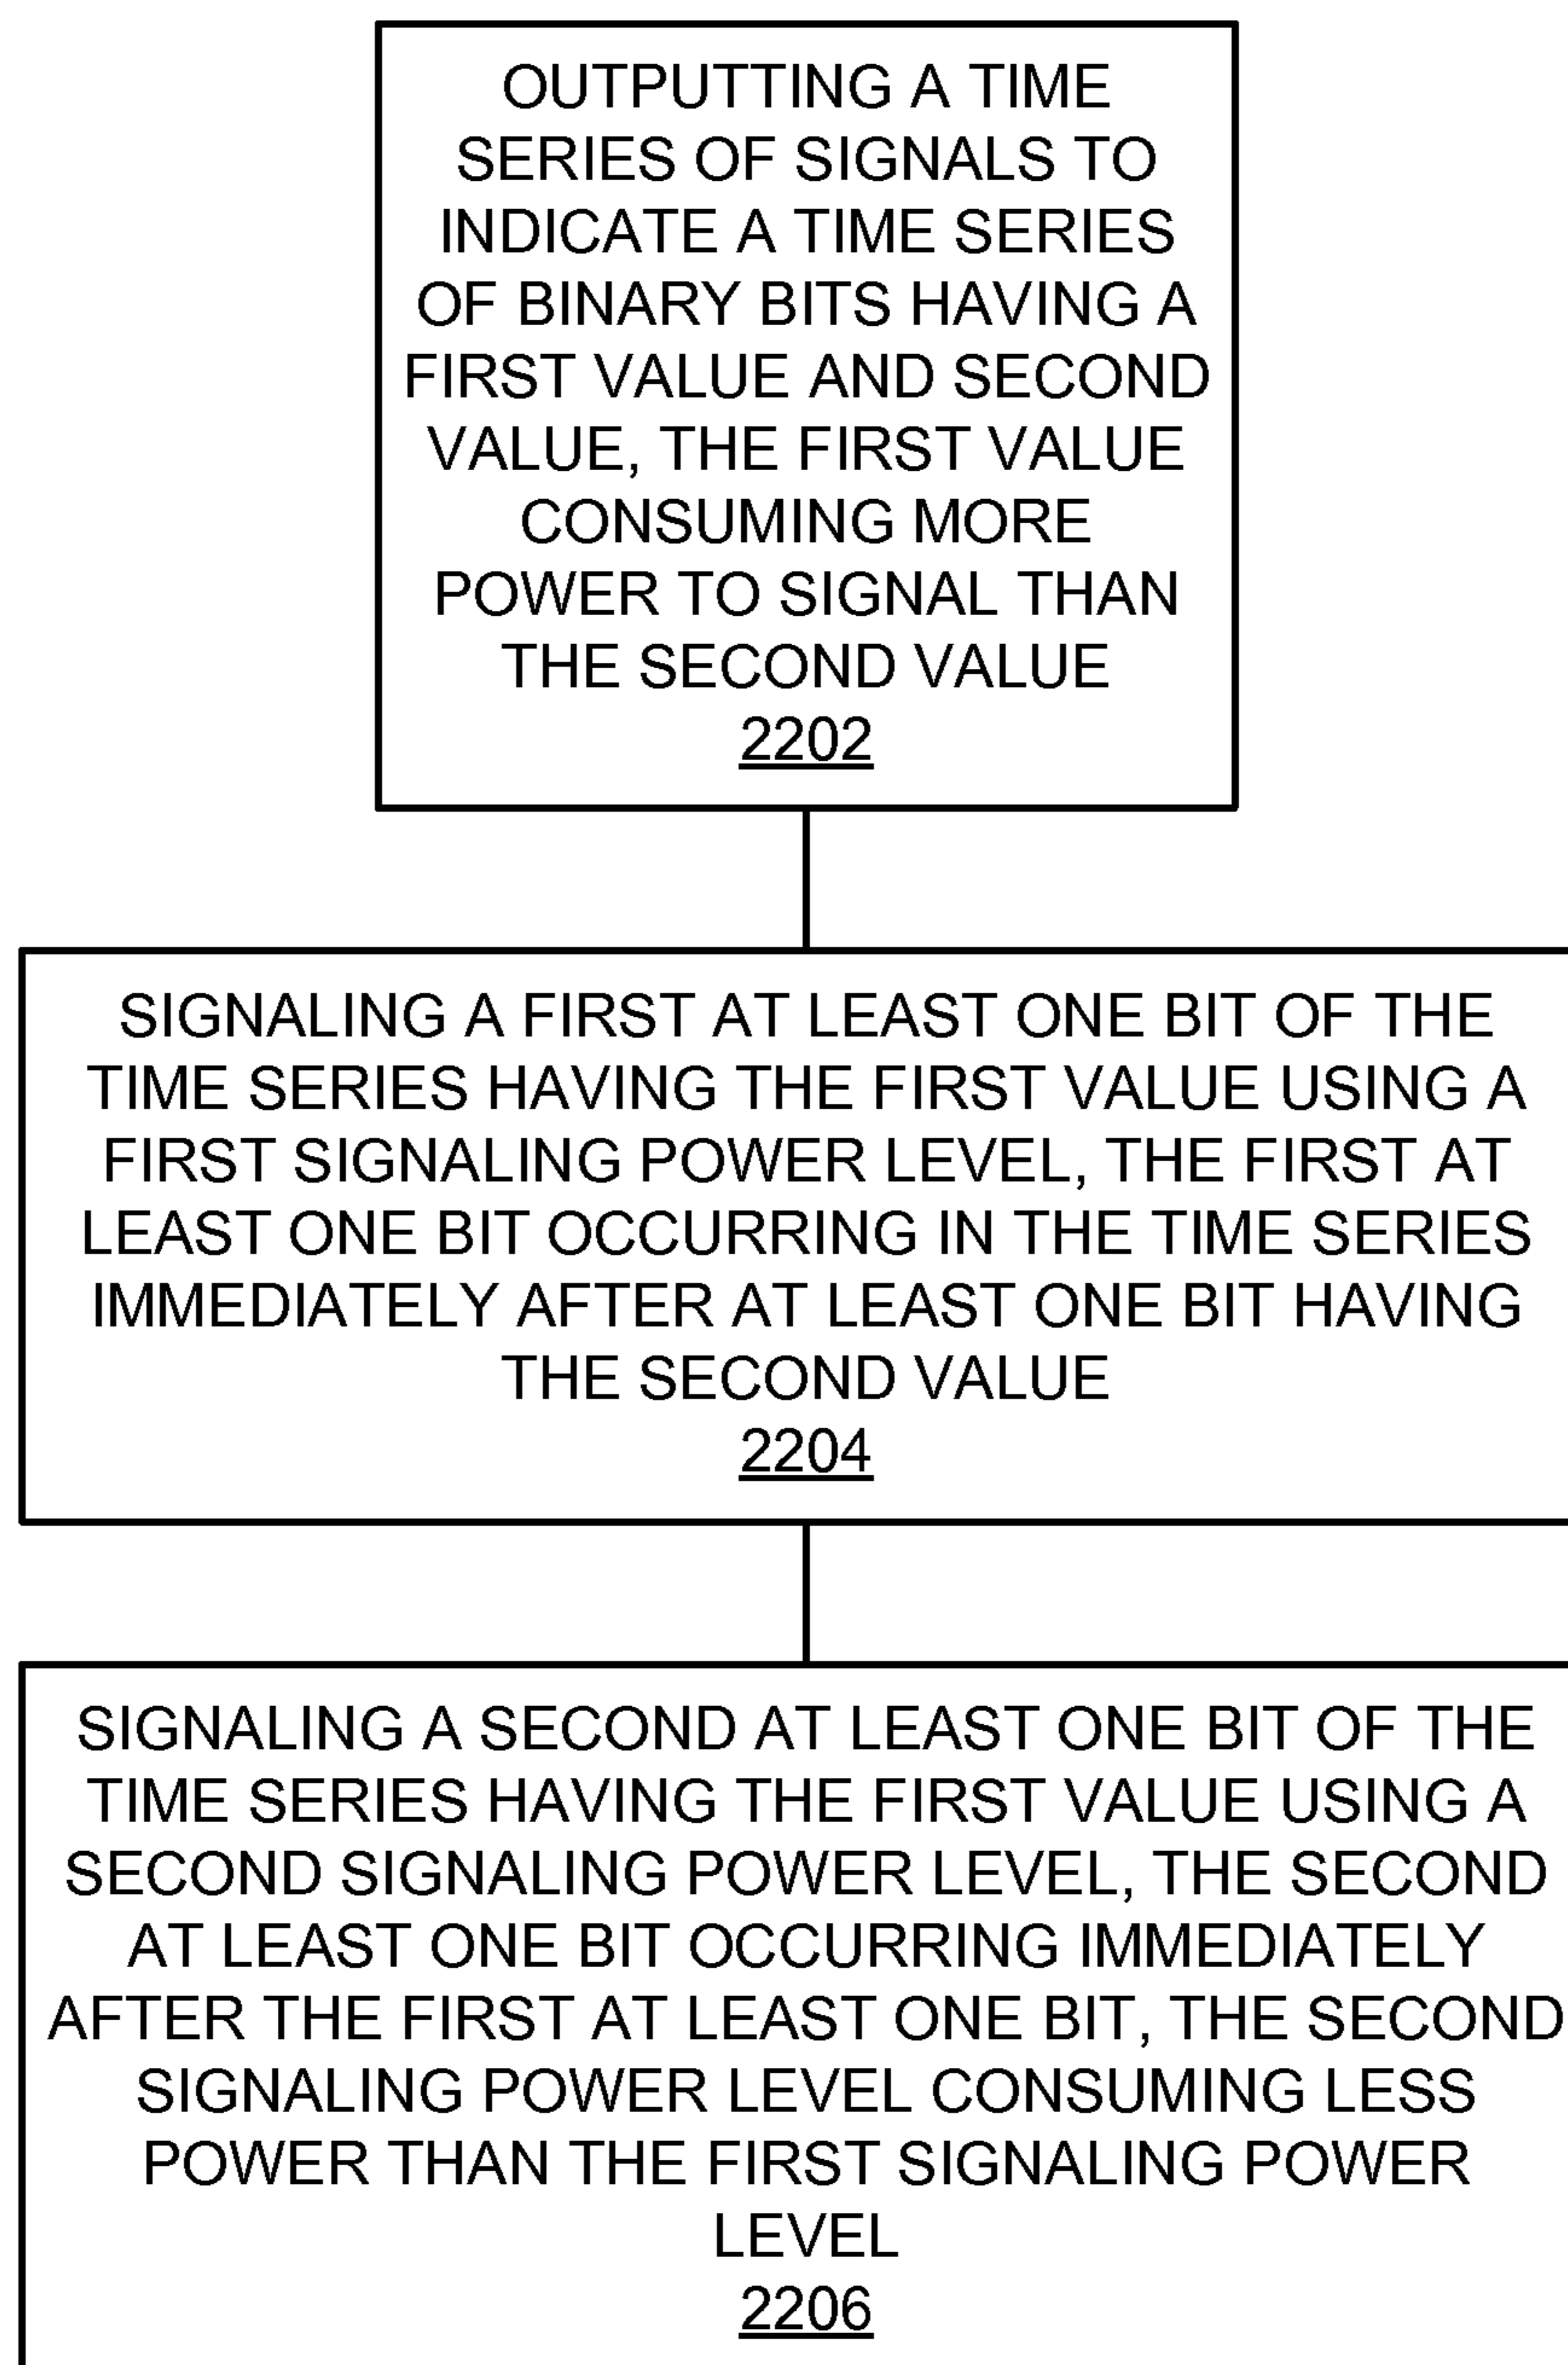 OUTPUTTING A TIME
SERIES OF SIGNALS TO
INDICATE A TIME SERIES
OF BINARY BITS HAVING A
FIRST VALUE AND SECOND
VALUE, THE FIRST VALUE
CONSUMING MORE
POWER TO SIGNAL THAN
THE SECOND VALUE
2202
SIGNALING A FIRST AT LEAST ONE BIT OF THE
TIME SERIES HAVING THE FIRST VALUE USING A
FIRST SIGNALING POWER LEVEL, THE FIRST AT
LEAST ONE BIT OCCURRING IN THE TIME SERIES
IMMEDIATELY AFTER AT LEAST ONE BIT HAVING
THE SECOND VALUE
2204
SIGNALING A SECOND AT LEAST ONE BIT OF THE
TIME SERIES HAVING THE FIRST VALUE USING A
SECOND SIGNALING POWER LEVEL, THE SECOND
AT LEAST ONE BIT OCCURRING IMMEDIATELY
AFTER THE FIRST AT LEAST ONE BIT, THE SECOND
SIGNALING POWER LEVEL CONSUMING LESS
POWER THAN THE FIRST SIGNALING POWER
LEVEL
2206